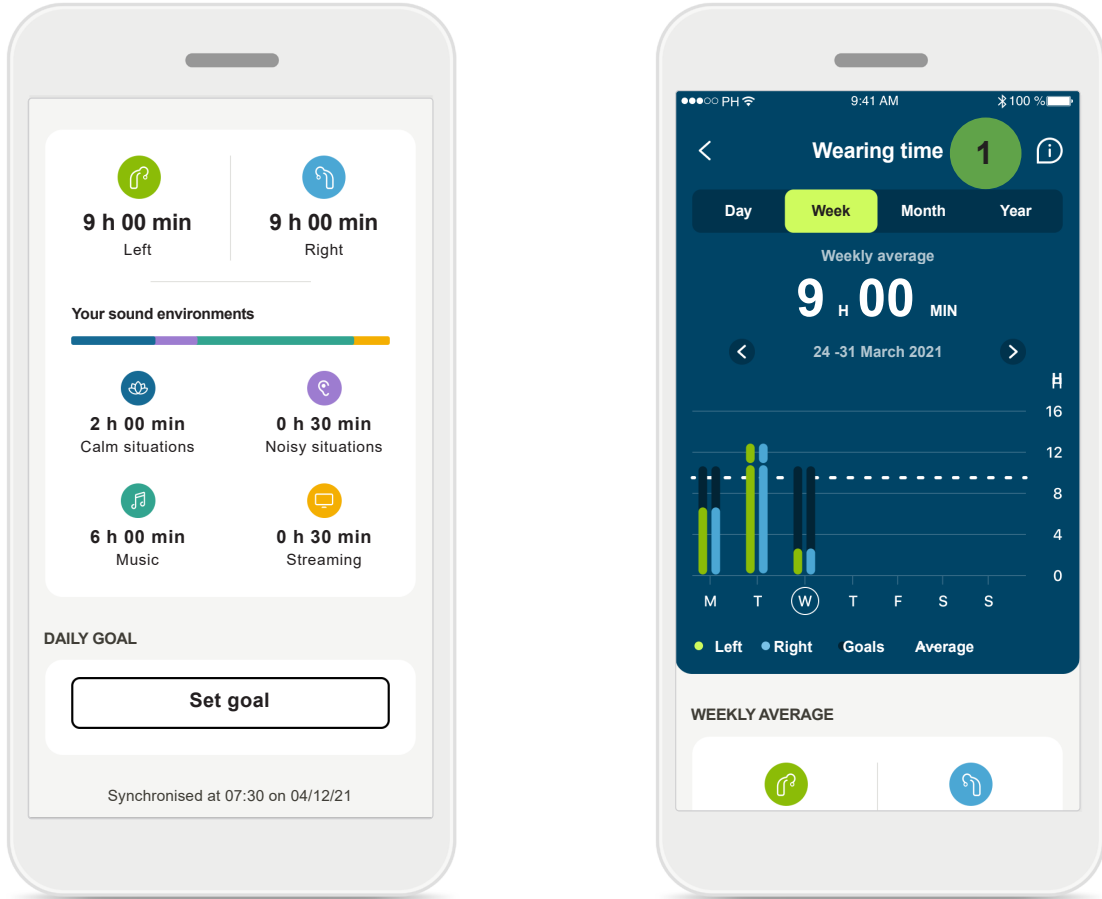 9 h 00 min
Left
9 h 00 min
Right
Your sound environments
2 h 00 min
Calm situations
0 h 30 min
Noisy situations
6 h 00 min
Music
0 h 30 min
Streaming
DAILY GOAL
Set goal
Synchronised at 07:30 on 04/12/21
PH 9:41 AM 100 %
Wearing time 1
Day Week Month Year
Weekly average
9 H 00 MIN
24 -31 March 2021
H
16
12
8
4
0
M T W T F S S
Left Right Goals Average
WEEKLY AVERAGE